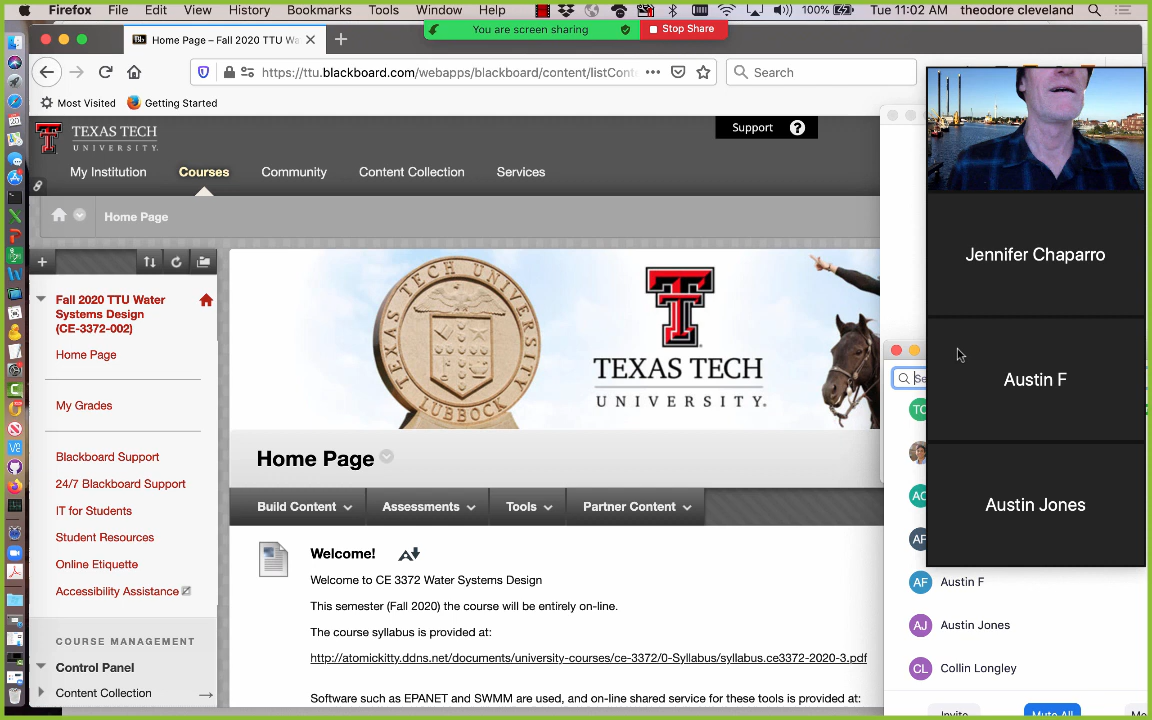 Firefox File Edit View History Bookmarks Tools Window Help 100% Tue 11:02 AM theodore cleveland
You are screen sharing Stop Share
Home Page – Fall 2020 TTU Wa
https://ttu.blackboard.com/webapps/blackboard/content/listCont
Search
Most Visited Getting Started
TEXAS TECH
UNIVERSITY.
Support
My Institution Courses Community Content Collection Services
Home Page
Fall 2020 TTU Water
Systems Design
(CE-3372-002)
Home Page
My Grades
Blackboard Support
24/7 Blackboard Support
IT for Students
Student Resources
Online Etiquette
Accessibility Assistance
COURSE MANAGEMENT
Control Panel
Content Collection
TEXAS TECH UNIVERSITY
LUBBOCK
TEXAS TECH
UNIVERSITY.
Home Page
Build Content Assessments Tools Partner Content
Welcome!
Welcome to CE 3372 Water Systems Design
This semester (Fall 2020) the course will be entirely on-line.
The course syllabus is provided at:
http://atomickitty.ddns.net/documents/university-courses/ce-3372/0-Syllabus/syllabus.ce3372-2020-3.pdf
Software such as EPANET and SWMM are used, and on-line shared service for these tools is provided at:
Jennifer Chaparro
Austin F
Austin Jones
Se
TC
AC
AF Austin F
AJ Austin Jones
CL Collin Longley
Invite Mute All